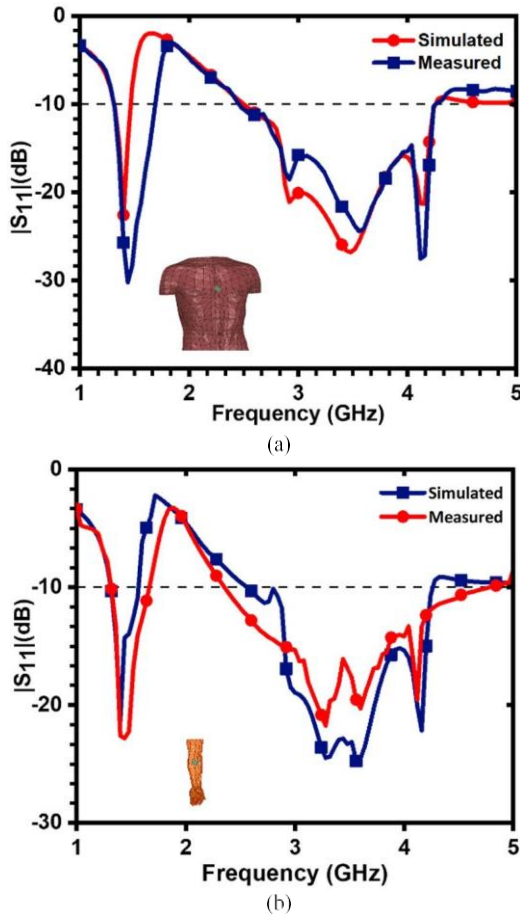 0
-10
-20
-30
-40
|S11|(dB)
Simulated
Measured
1 2 3 4 5
Frequency (GHz)
(a)
0
-10
-20
-30
|S11|(dB)
Simulated
Measured
1 2 3 4 5
Frequency (GHz)
(b)